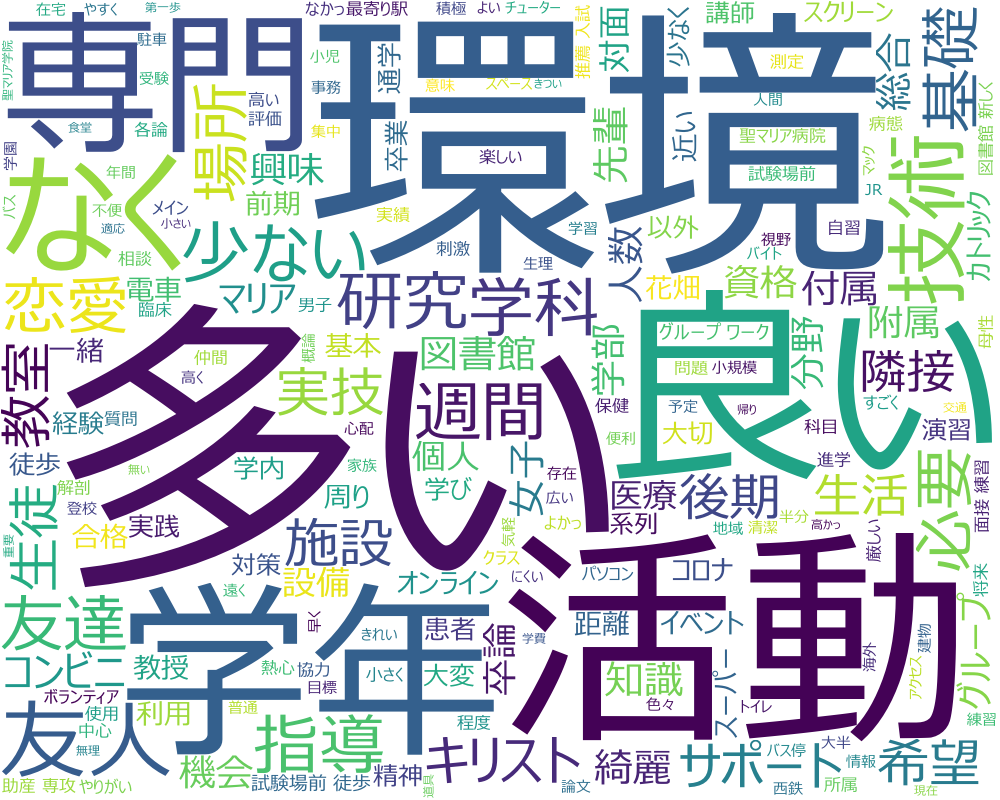 在宅
やすく
第一歩
なかっ
最寄り駅
積極
よい
チューター
入試
専門
環境
聖マリア学院
駐車
受験
食堂
各論
小児
事務
高い
評価
集中
通学
卒業
意味
スペース
きつい
推薦
対面
少なく
講師
スクリーン
測定
人間
総合
基礎
学園
年間
なく
場所
興味
前期
楽しい
先輩
近い
聖マリア病院
試験場前
病態
マック
JR
図書館
新しく
バス
不便
適応
メイン
小さい
相談
実績
刺激
学習
生理
以外
視野
バイト
自習
技術
カトリック
恋愛
電車
臨床
少ない
マリア
男子
研究
学科
人数
花畑
資格
付属
附属
母性
教室
一緒
仲間
高く
概論
基本
図書館
学部
グループ
ワーク
問題
小規模
分野
隣接
すごく
経験
質問
実技
心配
週間
多い
良い
保健
予定
帰り
大切
科目
演習
交通
徒歩
無い
学内
家族
個人
学び
女子
存在
広い
便利
進学
解剖
登校
実践
周り
気軽
よかっ
医療
系列
後期
地域
清潔
半分
高かっ
生活
必要
面接
練習
生徒
重要
合格
対策
施設
設備
クラス
にくい
パソコン
コロナ
厳しい
将来
友達
遠く
早く
オンライン
きれい
学費
距離
イベント
活動
学年
コンビニ
教授
熱心
協力
目標
小さく
患者
大変
卒論
知識
色々
スーパー
トイレ
海外
アクセス
建物
グループ
ボランティア
使用
中心
利用
普通
程度
練習
友人
無理
機会
指導
キリスト
綺麗
サポート
バス停
大半
情報
希望
助産
専攻
やりがい
試験場前
徒歩
精神
道具
論文
西鉄
所属
現在